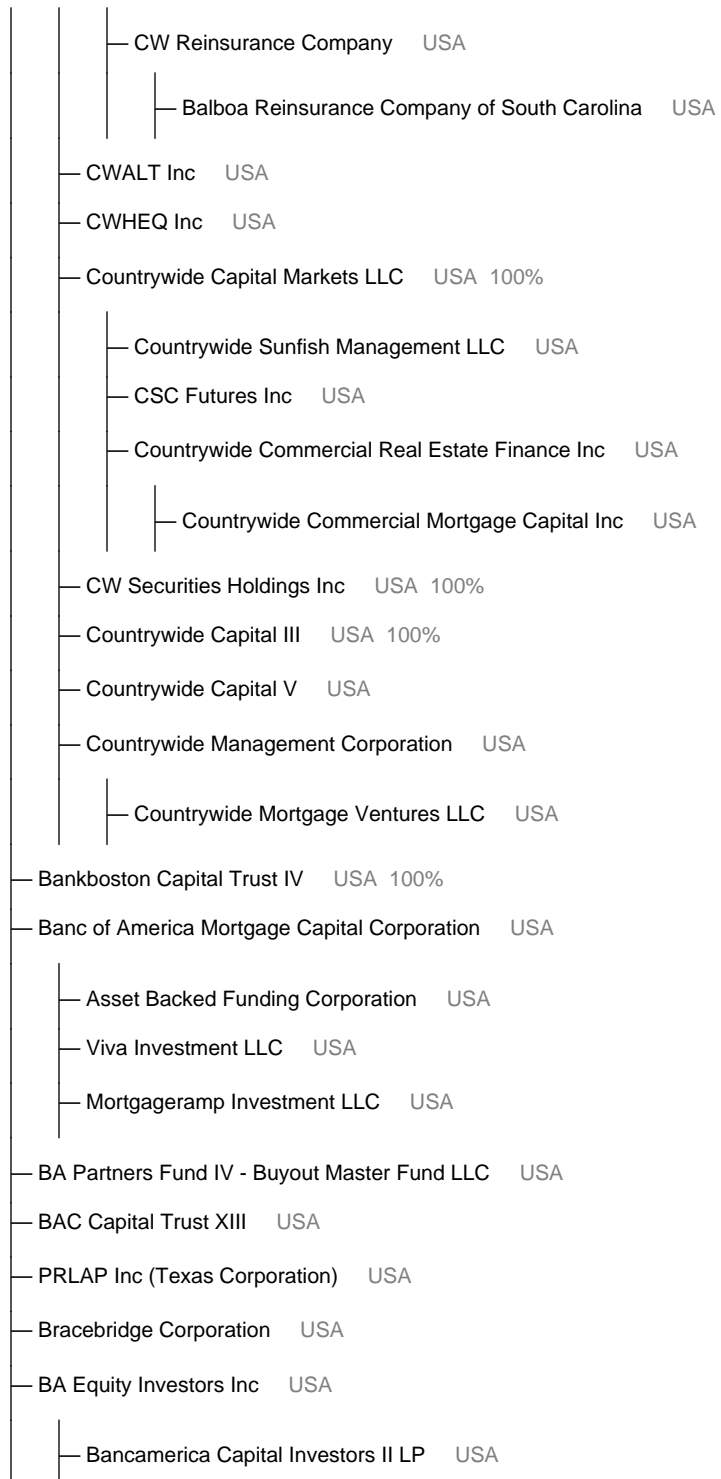 CW Reinsurance Company USA
Balboa Reinsurance Company of South Carolina USA
CWALT Inc USA
CWHEQ Inc USA
Countrywide Capital Markets LLC USA 100%
Countrywide Sunfish Management LLC USA
CSC Futures Inc USA
Countrywide Commercial Real Estate Finance Inc USA
Countrywide Commercial Mortgage Capital Inc USA
CW Securities Holdings Inc USA 100%
Countrywide Capital III USA 100%
Countrywide Capital V USA
Countrywide Management Corporation USA
Countrywide Mortgage Ventures LLC USA
Bankboston Capital Trust IV USA 100%
Banc of America Mortgage Capital Corporation USA
Asset Backed Funding Corporation USA
Viva Investment LLC USA
Mortgageramp Investment LLC USA
BA Partners Fund IV - Buyout Master Fund LLC USA
BAC Capital Trust XIII USA
PRLAP Inc (Texas Corporation) USA
Bracebridge Corporation USA
BA Equity Investors Inc USA
Bancamerica Capital Investors II LP USA